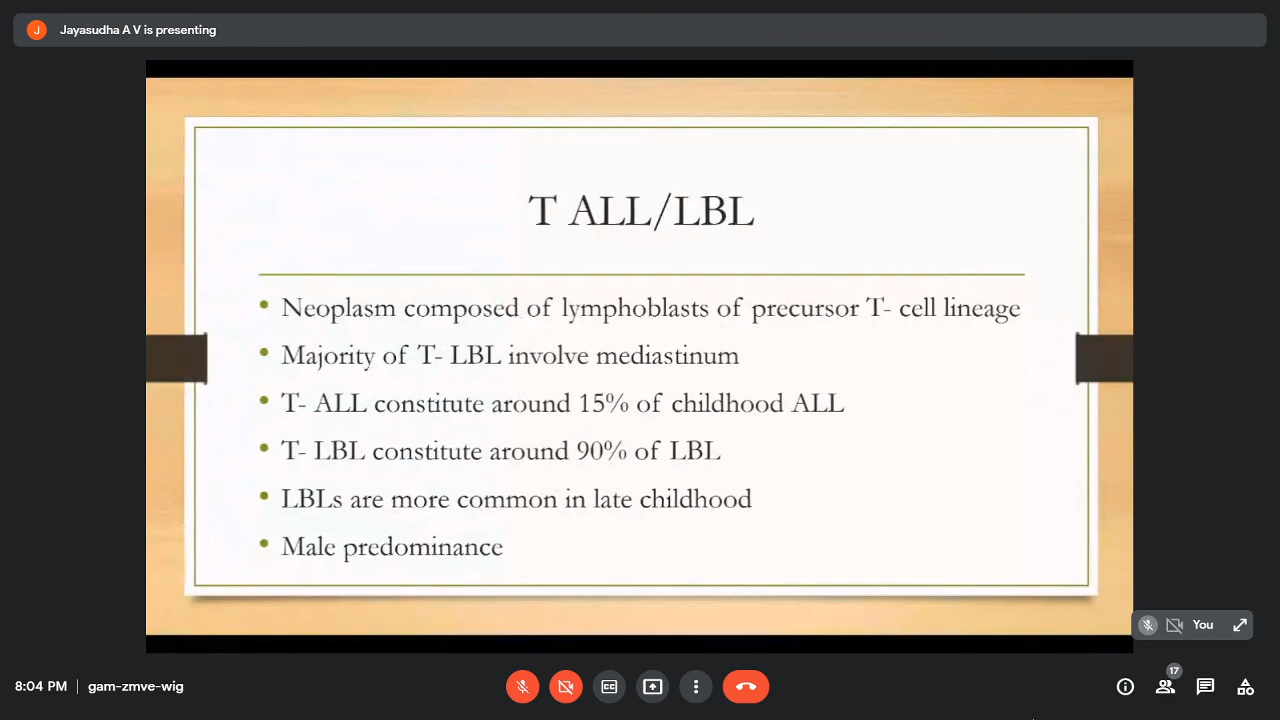 J Jayasudha A V is presenting
T ALL/LBL
• Neoplasm composed of lymphoblasts of precursor T- cell lineage
• Majority of T- LBL involve mediastinum
• T- ALL constitute around 15% of childhood ALL
• T- LBL constitute around 90% of LBL
• LBLs are more common in late childhood
• Male predominance
You
8:04 PM | gam-zmve-wig
CC
17